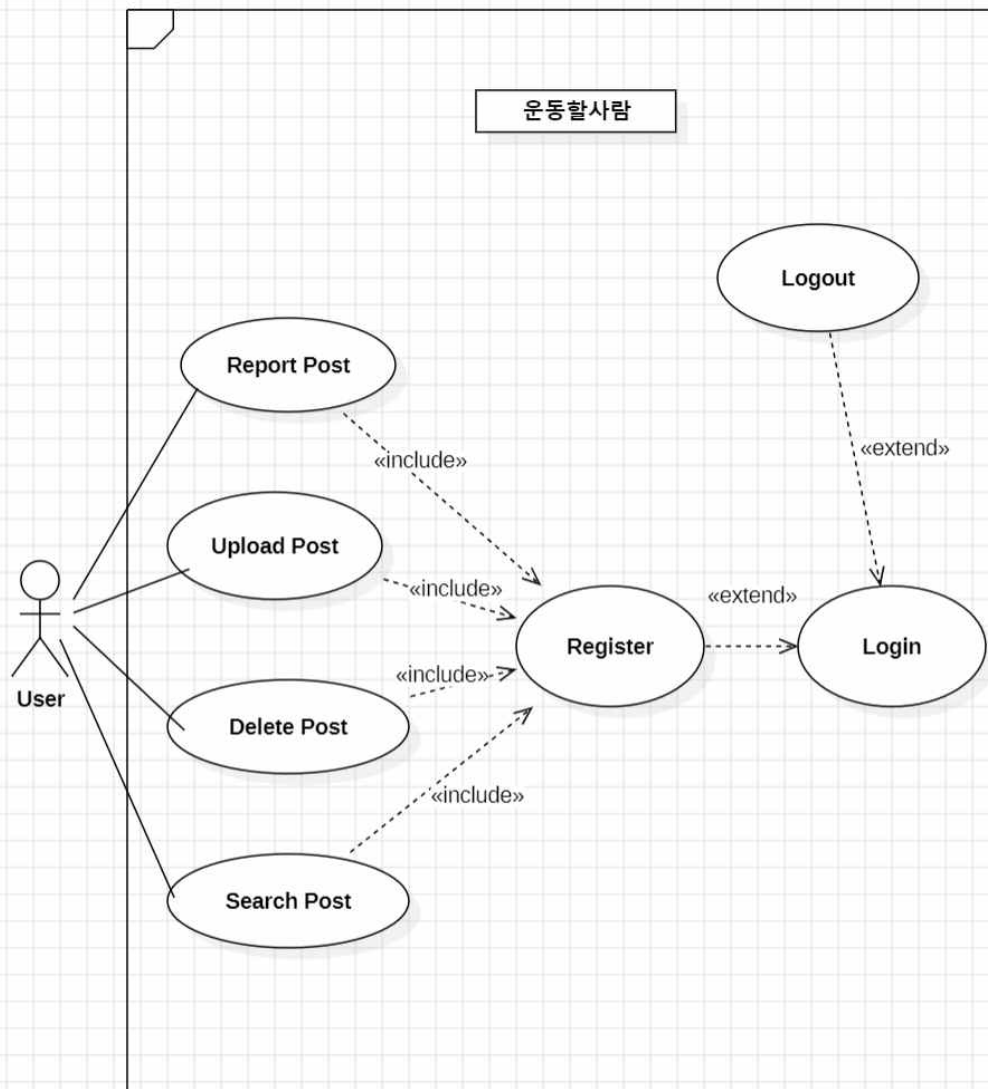 운동할사람
Logout
Report Post
«extend»
«include»
Upload Post
«include»
«extend»
Register
Login
«include»
User
Delete Post
«include»
Search Post